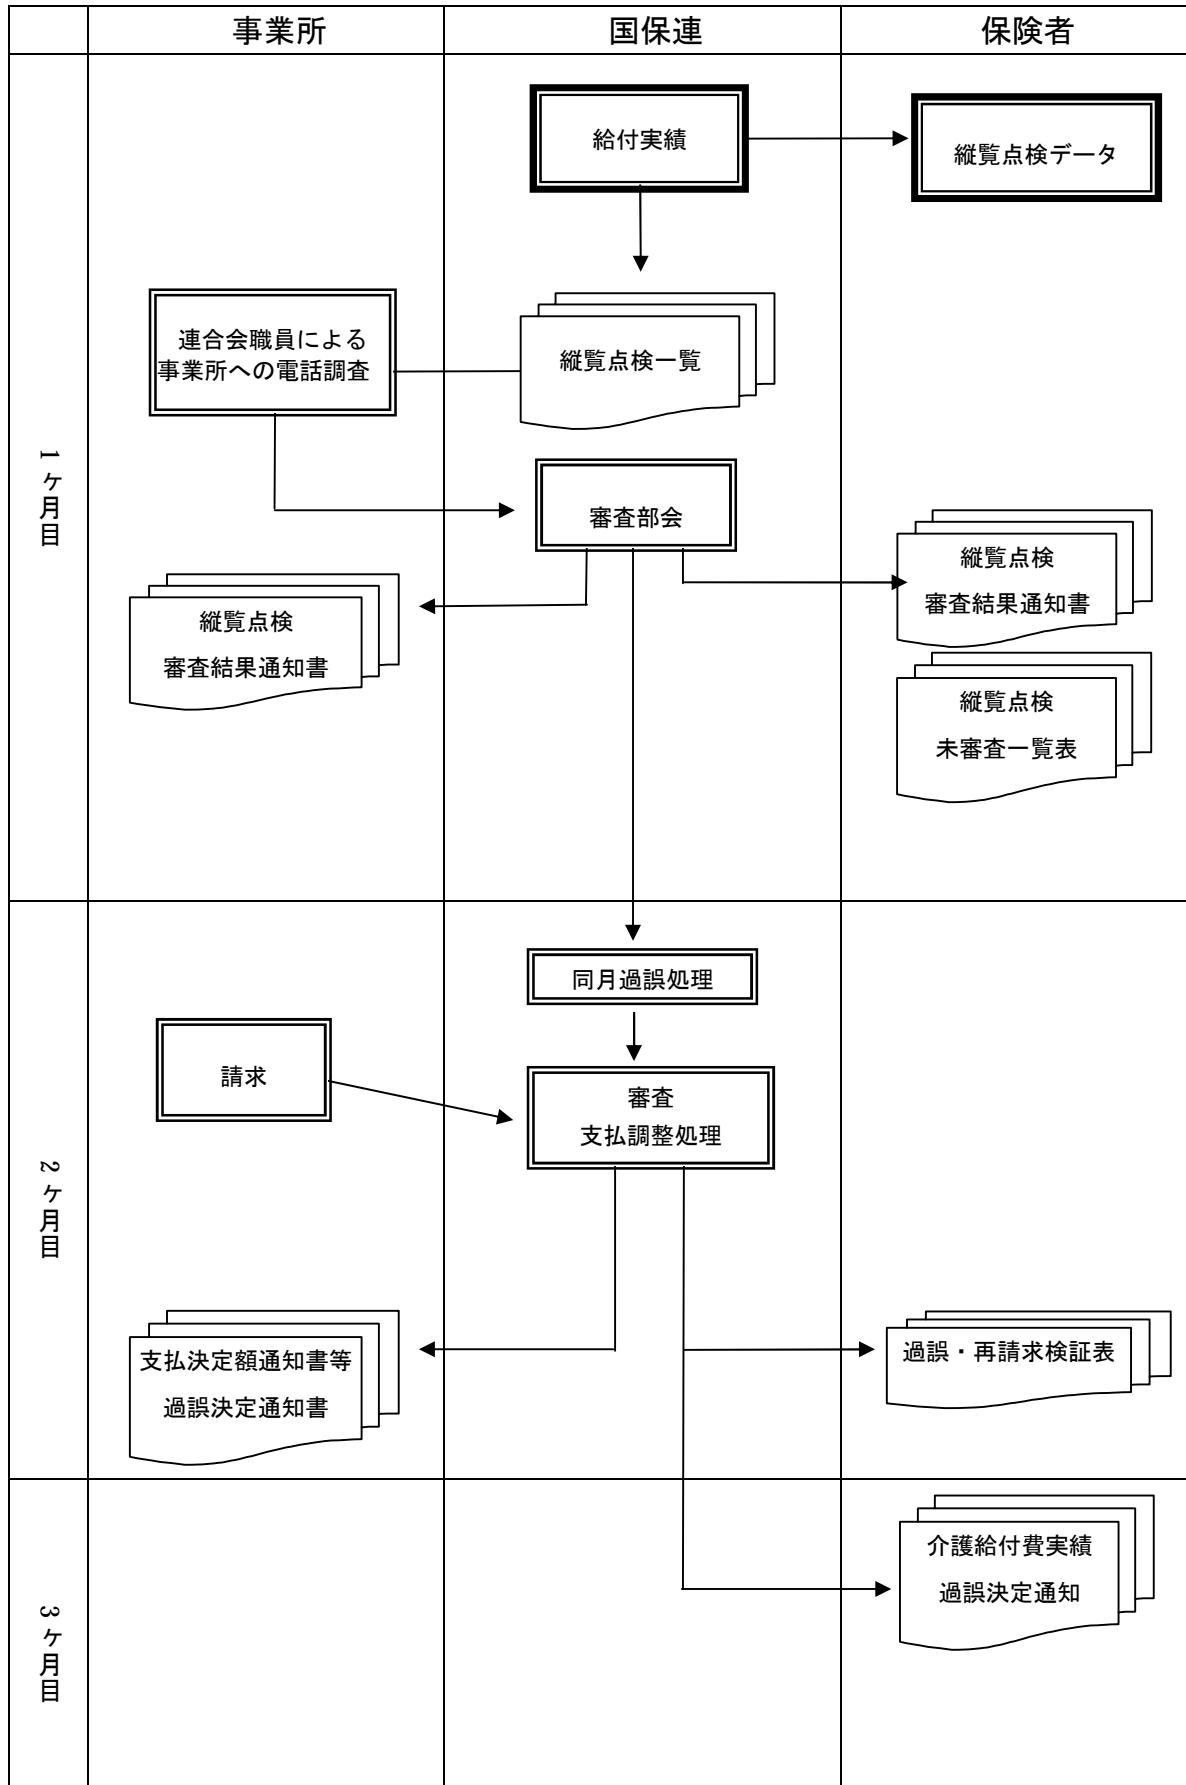 事業所
国保連
保険者
1ヶ月目
給付実績
縦覧点検データ
連合会職員による
事業所への電話調査
縦覧点検一覧
審査部会
縦覧点検
審査結果通知書
縦覧点検
審査結果通知書
縦覧点検
未審査一覧表
2ヶ月目
同月過誤処理
請求
審査
支払調整処理
支払決定額通知書等
過誤決定通知書
過誤・再請求検証表
3ヶ月目
介護給付費実績
過誤決定通知